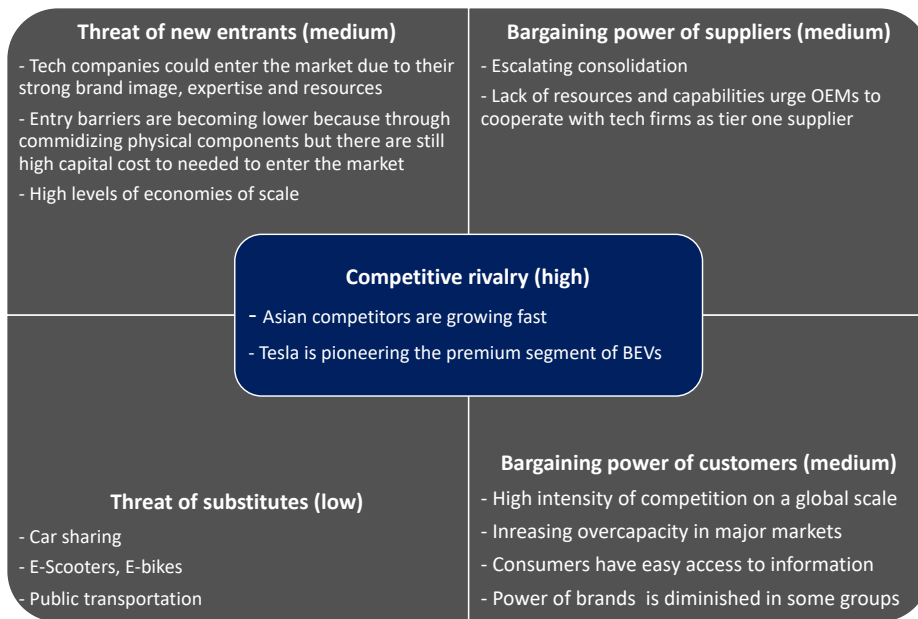 Threat of new entrants (medium)
- Tech companies could enter the market due to their
strong brand image, expertise and resources
- Entry barriers are becoming lower because through
commidizing physical components but there are still
high capital cost to needed to enter the market
- High levels of economies of scale
Bargaining power of suppliers (medium)
- Escalating consolidation
- Lack of resources and capabilities urge OEMs to
cooperate with tech firms as tier one supplier
Competitive rivalry (high)
- Asian competitors are growing fast
- Tesla is pioneering the premium segment of BEVs
Threat of substitutes (low)
- Car sharing
- E-Scooters, E-bikes
- Public transportation
Bargaining power of customers (medium)
- High intensity of competition on a global scale
- Inreasing overcapacity in major markets
- Consumers have easy access to information
- Power of brands is diminished in some groups